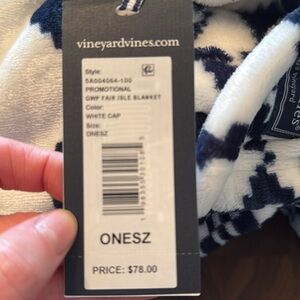 vineyardvines.com
Style:
5A004064-100
PROMOTIONAL
GWP FAIR ISLE BLANKET
Color:
WHITE CAP
Size:
ONESZ
ONESZ
PRICE: $78.00